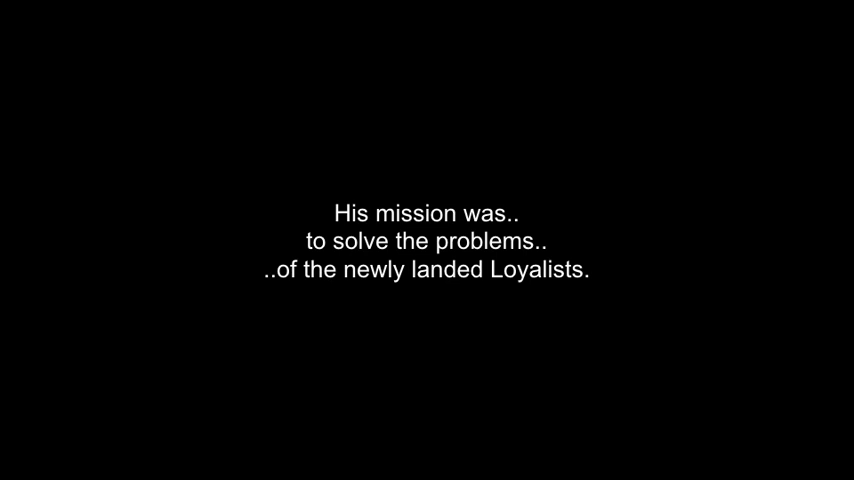 His mission was..
to solve the problems..
..of the newly landed Loyalists.